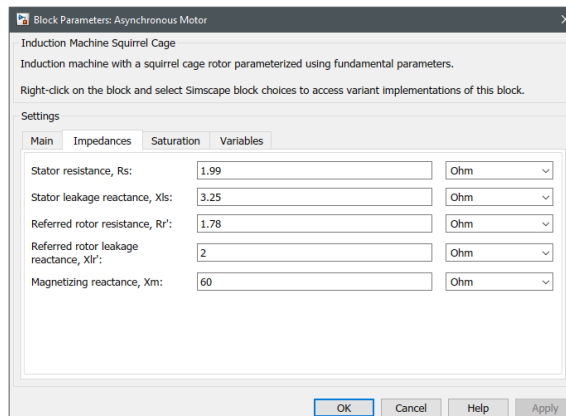 Block Parameters: Asynchronous Motor
Induction Machine Squirrel Cage
Induction machine with a squirrel cage rotor parameterized using fundamental parameters.
Right-click on the block and select Simscape block choices to access variant implementations of this block.
Settings
Main Impedances Saturation Variables
Stator resistance, Rs: 1.99 Ohm
Stator leakage reactance, Xls: 3.25 Ohm
Referred rotor resistance, Rr': 1.78 Ohm
Referred rotor leakage
reactance, Xlr': 2 Ohm
Magnetizing reactance, Xm: 60 Ohm
OK Cancel Help Apply